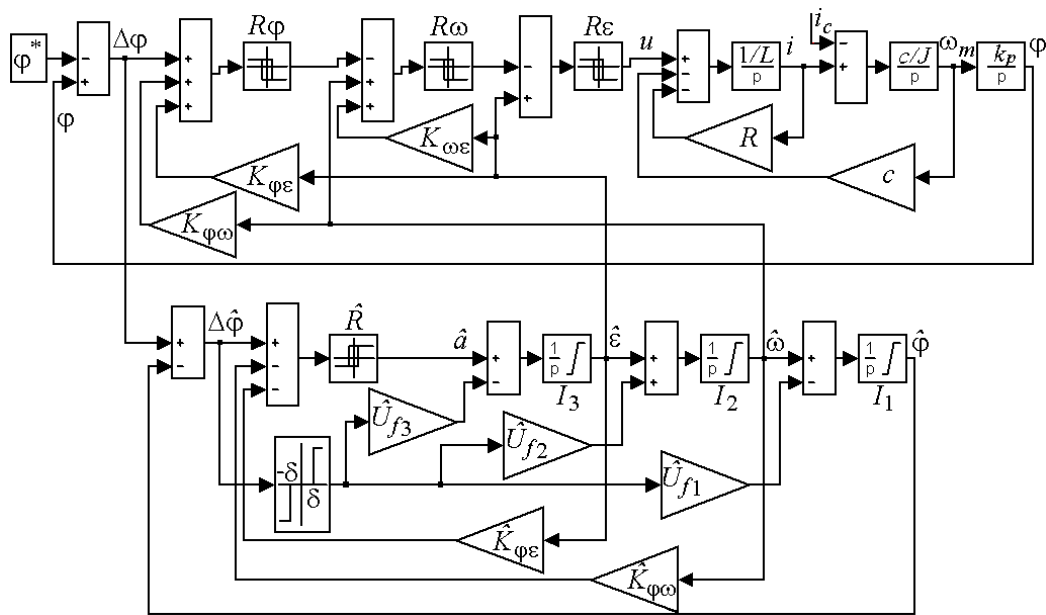 φ* Δφ Rφ Rω Rε u 1/L p i i_c c/J p ω_m k_p p φ
- + + + + - + + - + + - - - +
φ
K_ωε R
K_φε c
K_φω
Δφ̂ R̂ â ε̂ ω̂ φ̂
+ - + - - + - 1/p I_3 + + 1/p I_2 + - 1/p I_1
Û_f3 Û_f2 Û_f1
-δ δ
K̂_φε
K̂_φω